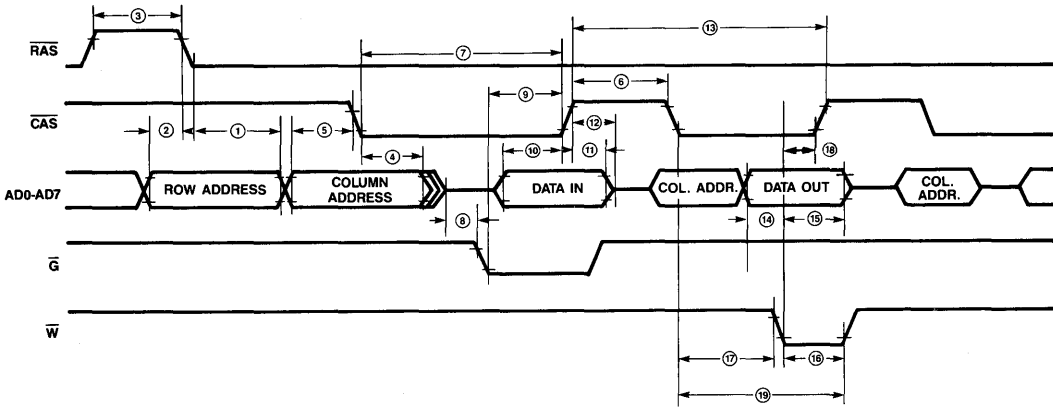 ③
⑬
RAS
⑦
⑨
⑥
CAS
②
①
⑤
⑫
④
⑩
⑪
⑱
AD0-AD7
ROW ADDRESS
COLUMN
ADDRESS
DATA IN
COL. ADDR.
DATA OUT
COL.
ADDR.
⑧
⑭
⑮
G
W
⑰
⑯
⑲